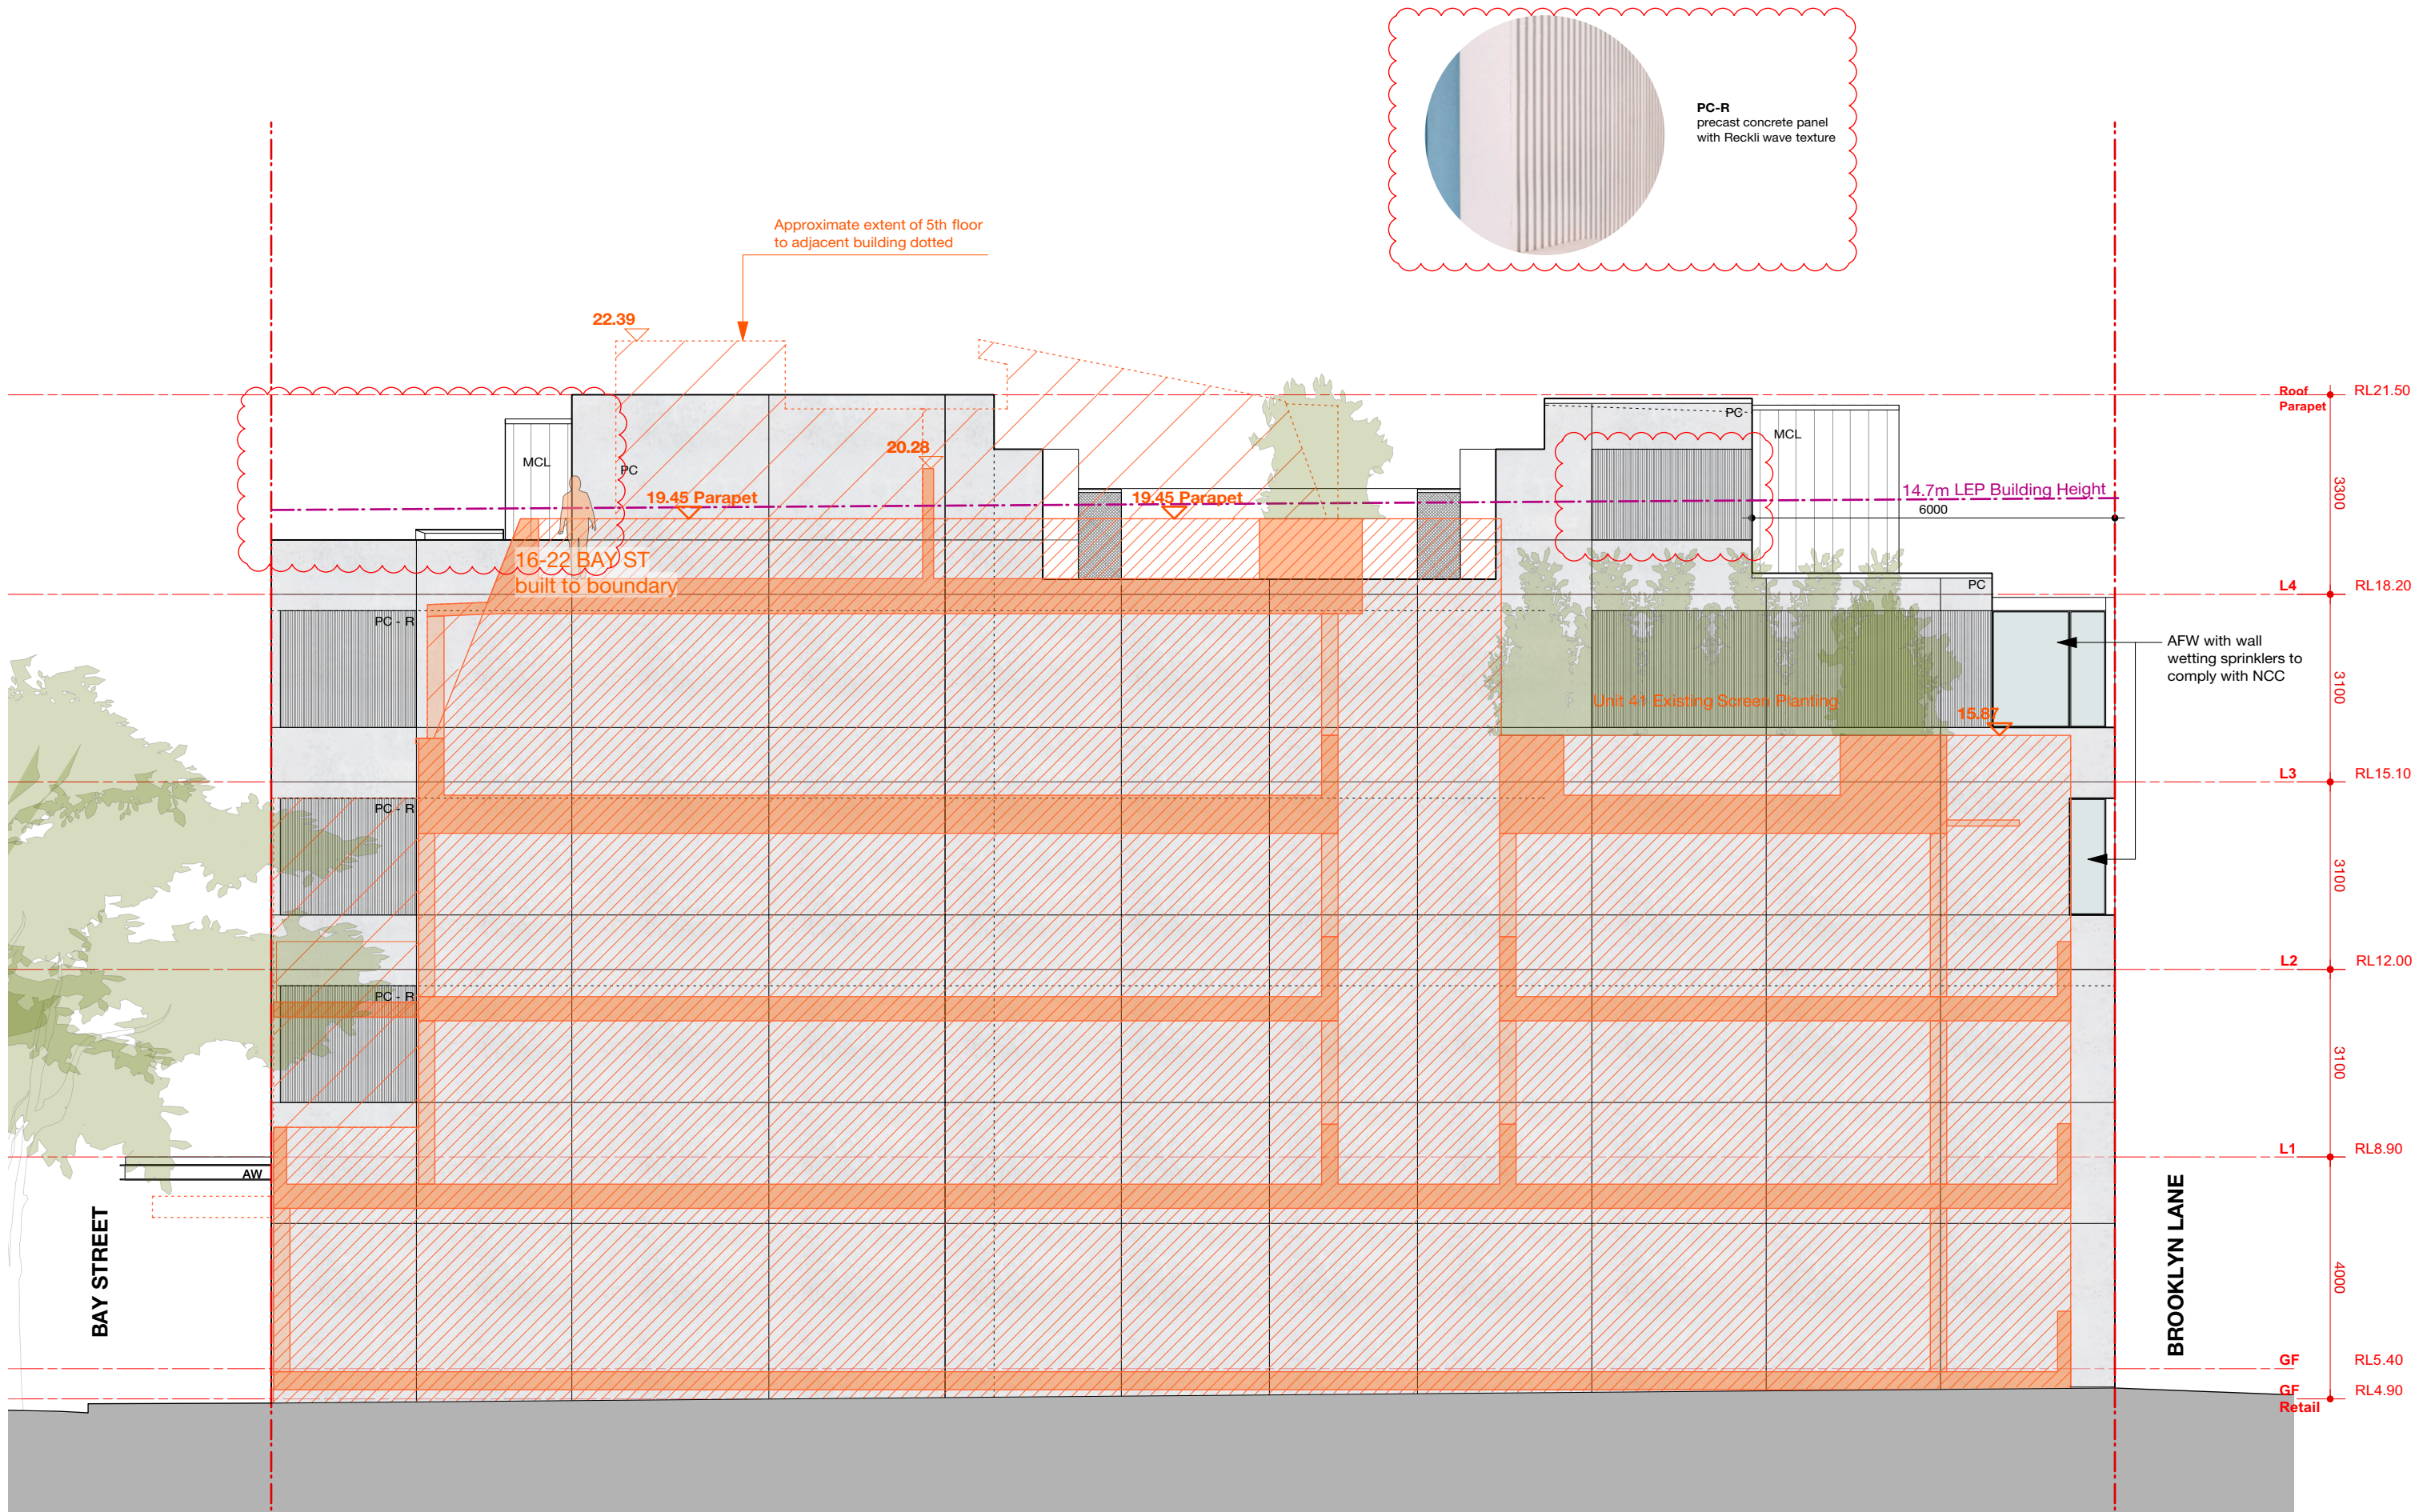 PC-R
precast concrete panel
with Reckli wave texture
Approximate extent of 5th floor
to adjacent building dotted
22.39
Roof
Parapet
RL21.50
PC
MCL
MCL
PC
20.28
19.45 Parapet
19.45 Parapet
14.7m LEP Building Height
6000
3300
16-22 BAY ST
built to boundary
PC
L4
RL18.20
PC - R
AFW with wall
wetting sprinklers to
comply with NCC
Unit 41 Existing Screen Planting
15.87
3100
L3
RL15.10
PC - R
3100
L2
RL12.00
PC - R
3100
L1
RL8.90
AW
BAY STREET
BROOKLYN LANE
4000
GF
RL5.40
GF
Retail
RL4.90